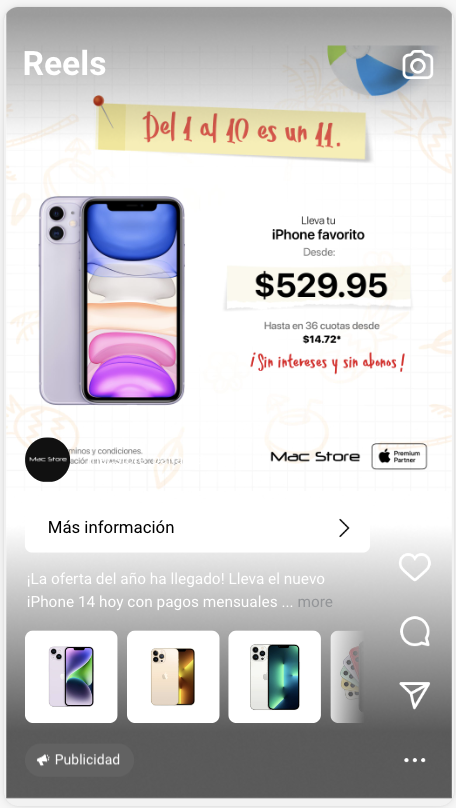 Reels
Del 1 al 10 es un 11.
Lleva tu
iPhone favorito
Desde:
$529.95
Hasta en 36 cuotas desde
$14.72*
¡Sin intereses y sin abonos!
Mac Store
minos y condiciones.
Mac Store
Premium
Partner
Más información
¡La oferta del año ha llegado! Lleva el nuevo
iPhone 14 hoy con pagos mensuales ... more
Publicidad